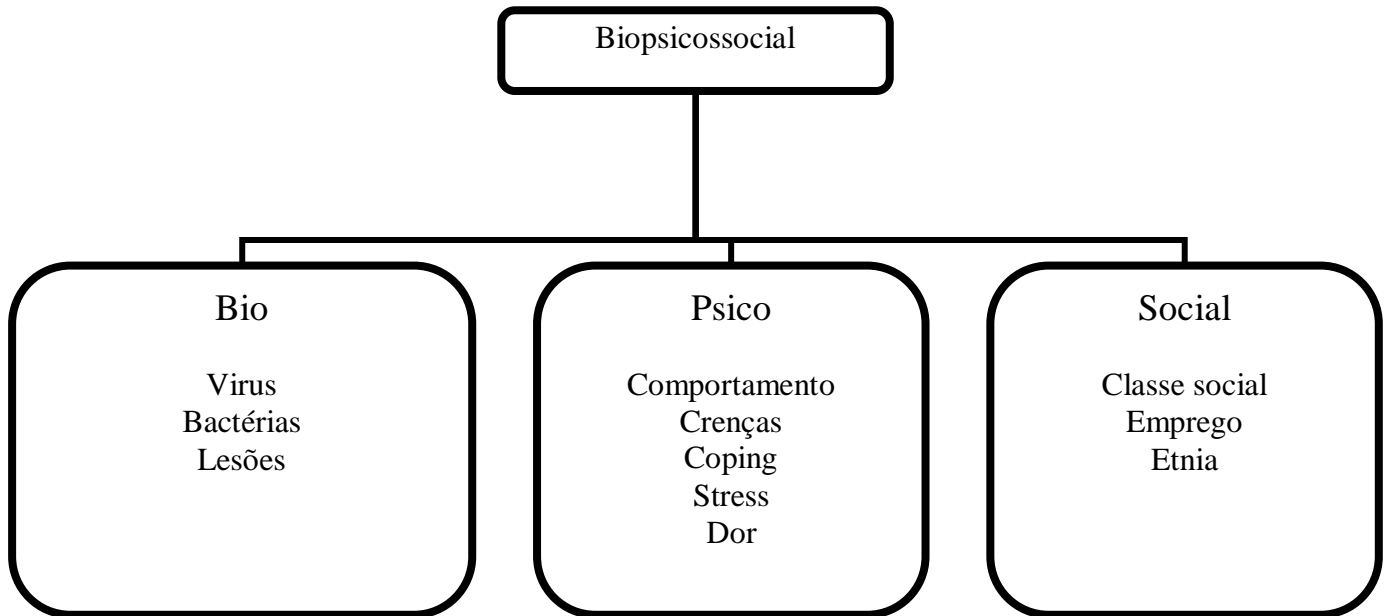 Biopsicossocial
Bio
Virus
Bactérias
Lesões
Psico
Comportamento
Crenças
Coping
Stress
Dor
Social
Classe social
Emprego
Etnia